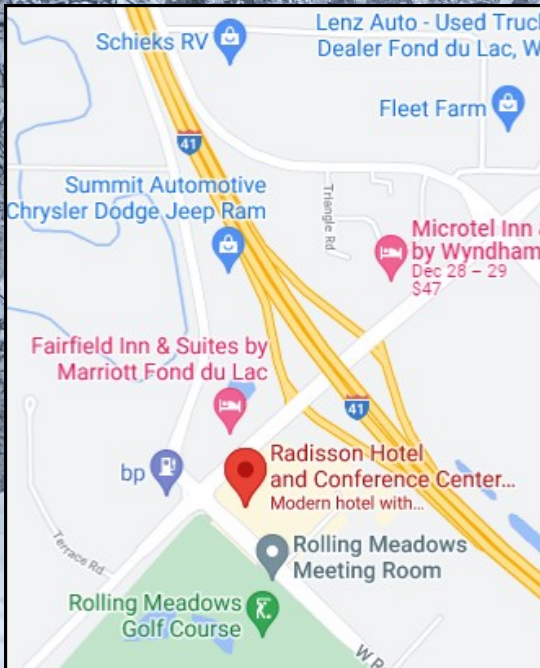 Schieks RV
Lenz Auto - Used Truck
Dealer Fond du Lac, W
Fleet Farm
41
Summit Automotive
Chrysler Dodge Jeep Ram
Triangle Rd
Microtel Inn &
by Wyndham
Dec 28 – 29
$47
Fairfield Inn & Suites by
Marriott Fond du Lac
41
bp
Radisson Hotel
and Conference Center...
Modern hotel with...
Terrace Rd
Rolling Meadows
Meeting Room
Rolling Meadows
Golf Course
W R